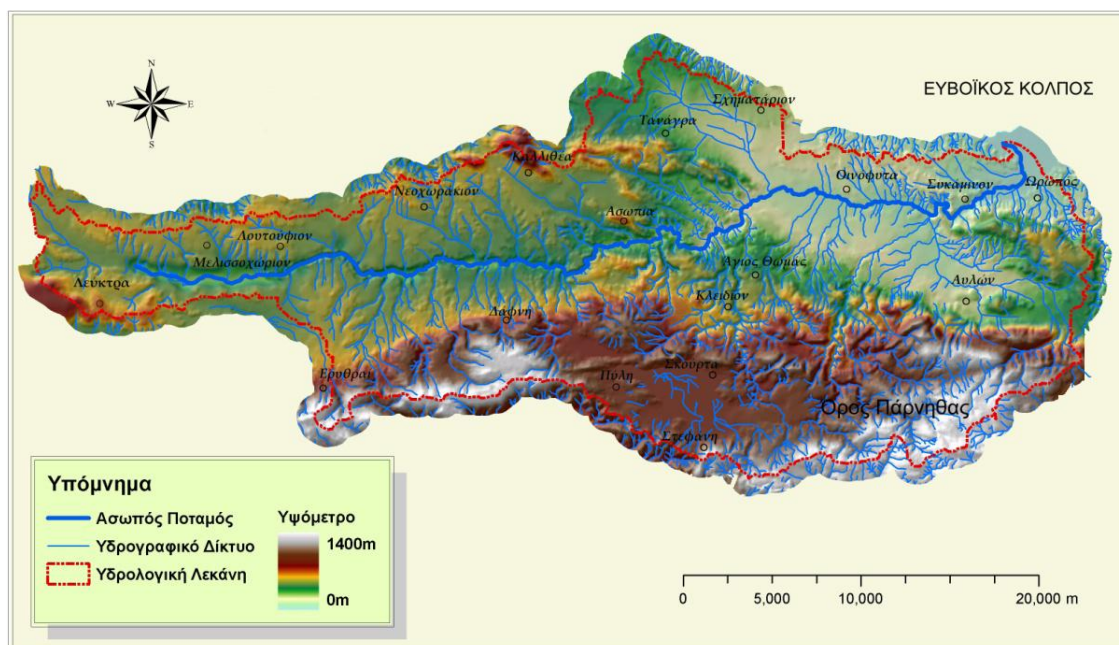 N
W E
S
ΕΥΒΟΪΚΟΣ ΚΟΛΠΟΣ
Σχηματάριον
Τανάγρα
Καλλιθέα
Οινόφυτα
Συκάμινον
Ωρωπός
Νεοχωράκιον
Ασωπία
Λουτούφιον
Μελισσοχώριον
Άγιος Θωμάς
Λεύκτρα
Κλειδίον
Αυλών
Δάφνη
Ερυθραί
Πύλη
Σκούρτα
Όρος Πάρνηθας
Στεφάνη
Υπόμνημα
Ασωπός Ποταμός
Υδρογραφικό Δίκτυο
Υδρολογική Λεκάνη
Υψόμετρο
1400m
0m
0 5,000 10,000 20,000 m